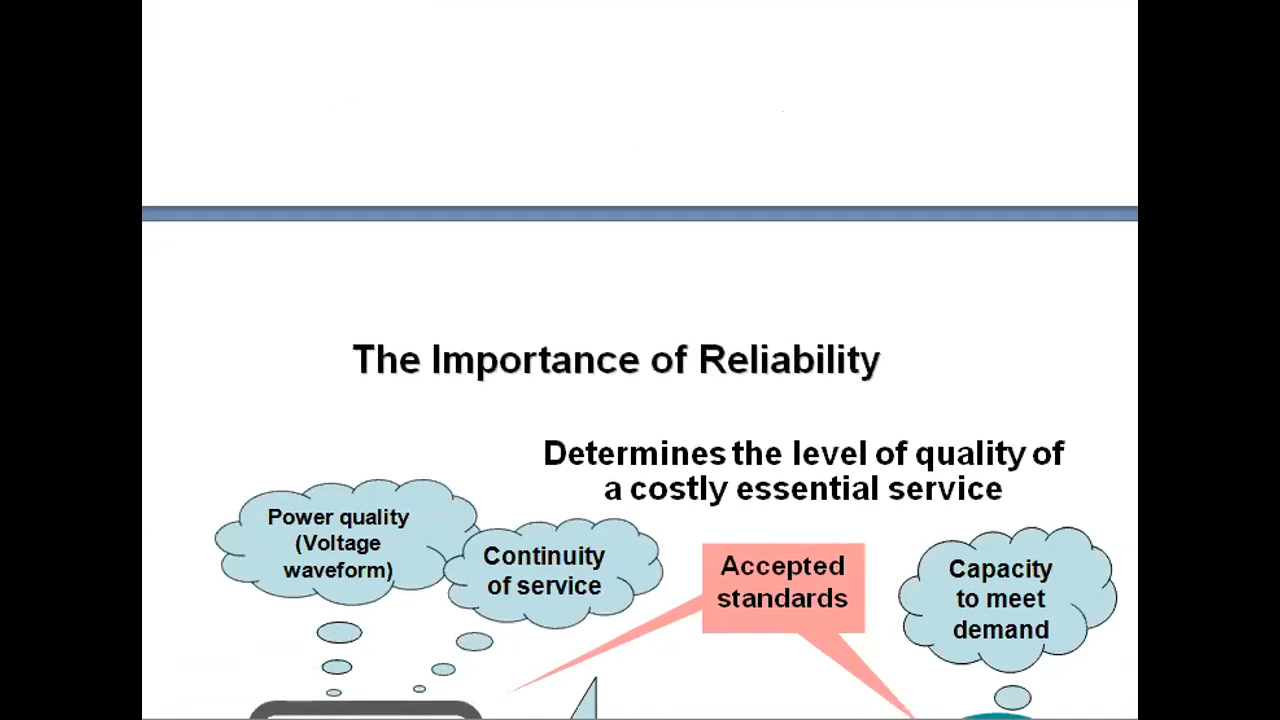 The Importance of Reliability
Determines the level of quality of
a costly essential service
Power quality
(Voltage
waveform)
Continuity
of service
Accepted
standards
Capacity
to meet
demand